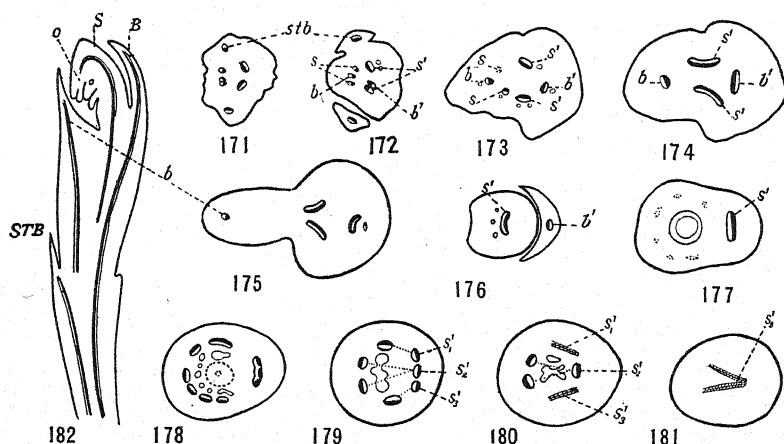 o S B
stb
s s'
b b'
171 172
s s'
b b'
s s'
173
s'
b b'
s'
174
b
STB
175
s'
b'
176
s'
177
182
178
s'₁
s'₂
s'₃
179
s'₁
s'₂
s'₃
180
181